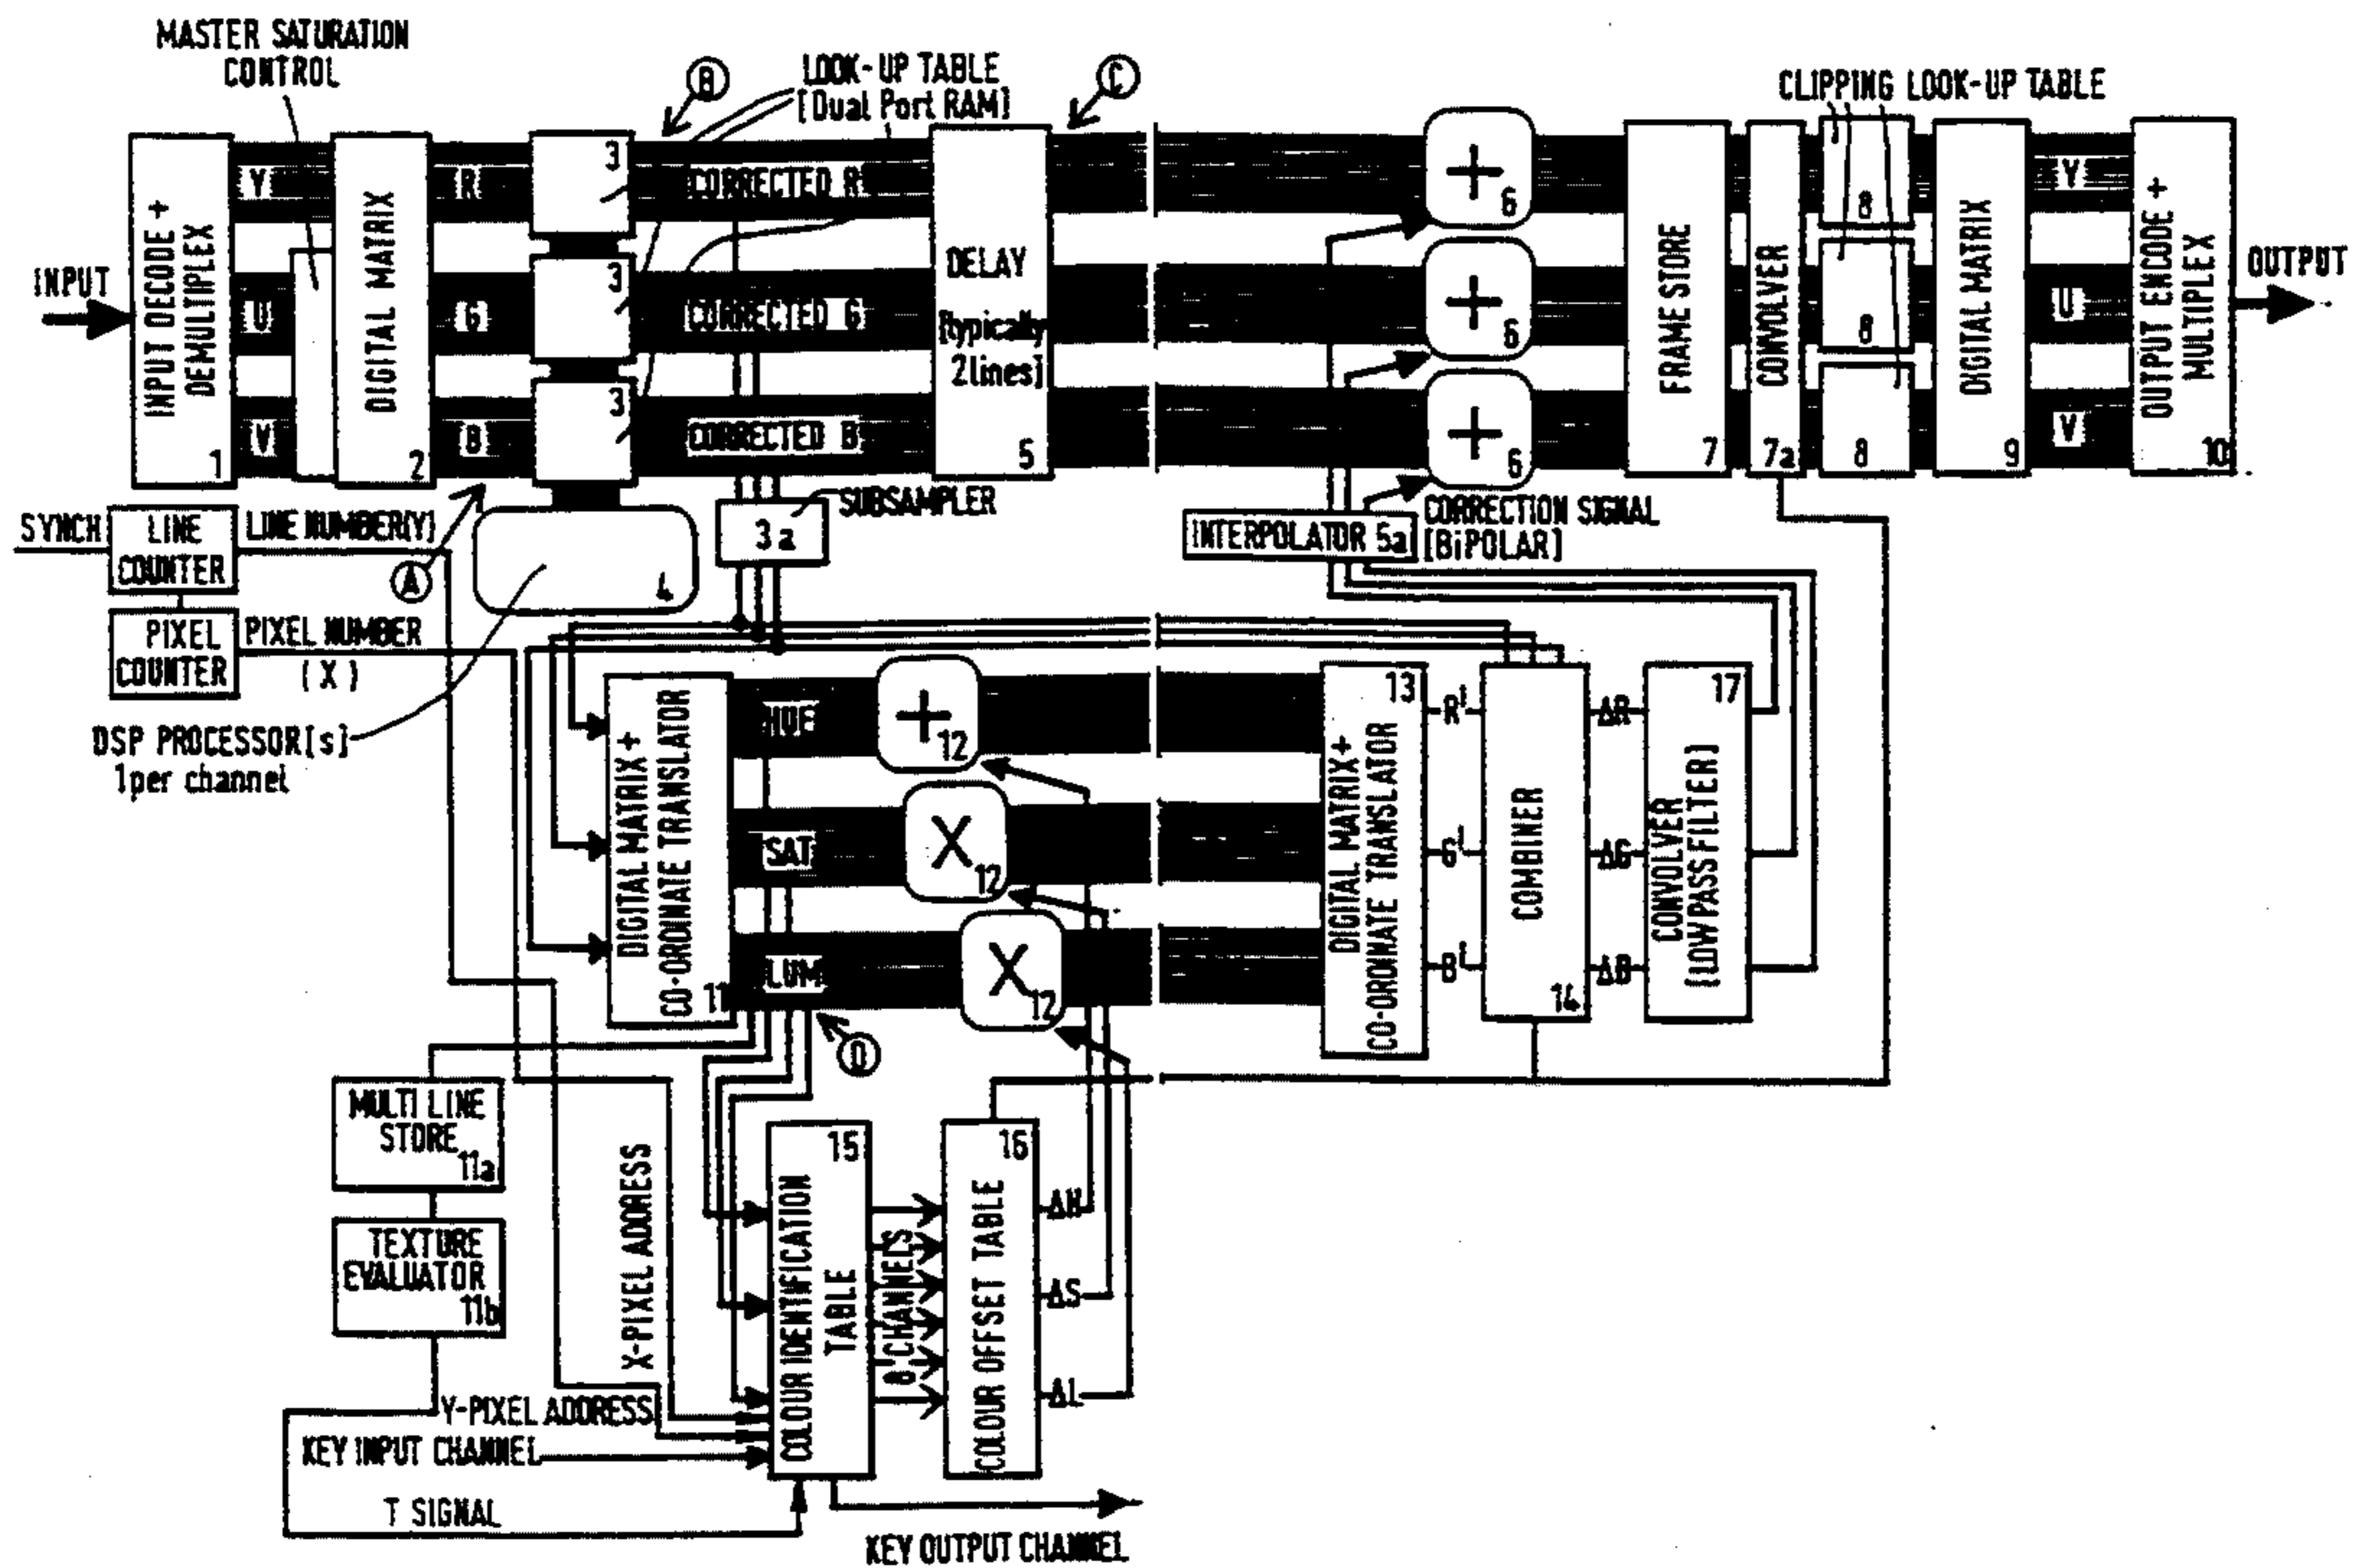 MASTER SATURATION
CONTROL
B
LOOK-UP TABLE
[Dual Port RAM]
C
CLIPPING LOOK-UP TABLE
INPUT
INPUT DECODE +
DEMULTIPLEX
1
Y
U
V
DIGITAL MATRIX
2
R
G
B
3
3
3
CORRECTED R
CORRECTED G
CORRECTED B
DELAY
[typically
2lines]
5
+
6
+
6
+
6
FRAME STORE
7
CONVOLVER
7a
8
8
8
DIGITAL MATRIX
9
Y
U
V
OUTPUT ENCODE +
MULTIPLEX
10
OUTPUT
SYNCH
LINE
COUNTER
LINE NUMBER(Y)
A
4
SUBSAMPLER
3a
INTERPOLATOR 5a
CORRECTION SIGNAL
[BiPOLAR]
PIXEL
COUNTER
PIXEL NUMBER
(X)
DSP PROCESSOR[s]
1per channel
DIGITAL MATRIX+
CO-ORDINATE TRANSLATOR
11
HUE
SAT
LUM
+
12
X
12
X
12
D
DIGITAL MATRIX+
CO-ORDINATE TRANSLATOR
13
R'
G'
B'
COMBINER
14
ΔR
ΔG
ΔB
17
CONVOLVER
[LOWPASS FILTER]
MULTI LINE
STORE
11a
TEXTURE
EVALUATOR
11b
X-PIXEL ADDRESS
Y-PIXEL ADDRESS
KEY INPUT CHANNEL
T SIGNAL
15
COLOUR IDENTIFICATION
TABLE
8 CHANNELS
16
COLOUR OFFSET TABLE
ΔH
ΔS
ΔL
KEY OUTPUT CHANNEL